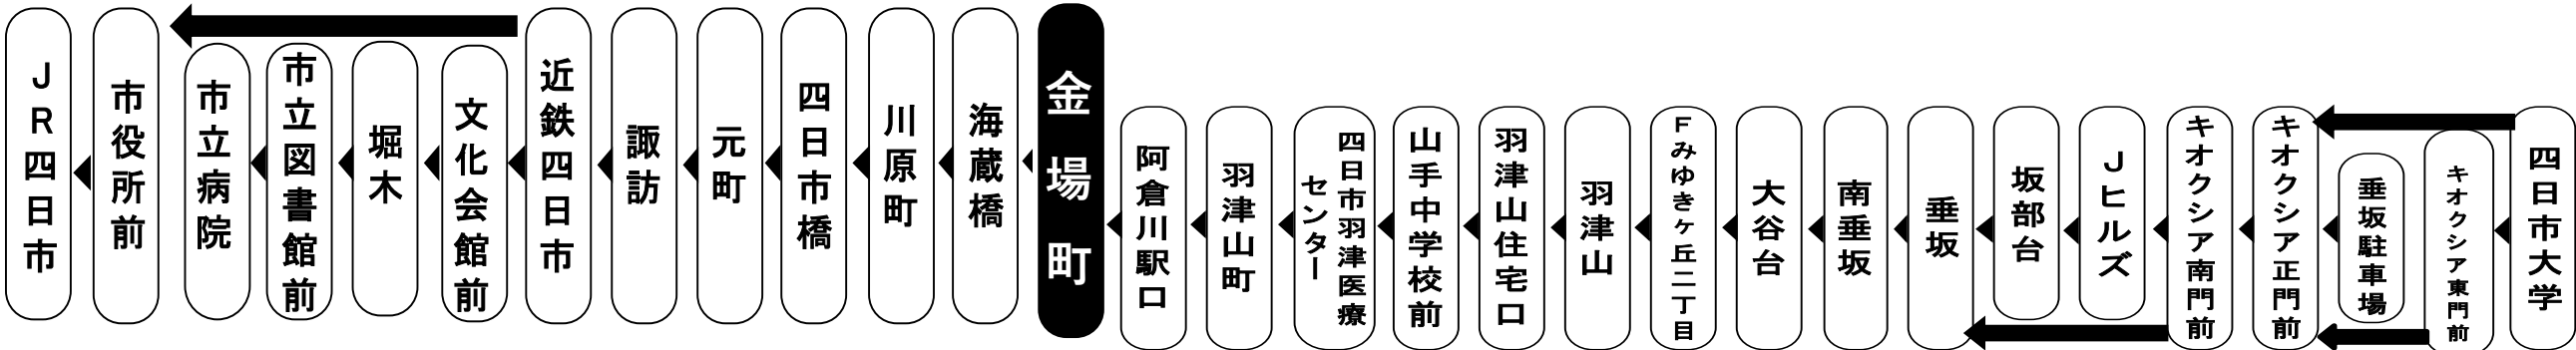 JR四日市
市役所前
市立病院
市立図書館前
堀木
文化会館前
近鉄四日市
諏訪
元町
四日市橋
川原町
海蔵橋
金場町
阿倉川駅口
羽津山町
四日市羽津医療
センター
山手中学校前
羽津山住宅口
羽津山
Fみゆきヶ丘二丁目
大谷台
南垂坂
垂坂
坂部台
Jヒルズ
キオクシア南門前
キオクシア正門前
垂坂駐車場
キオクシア東門前
四日市大学